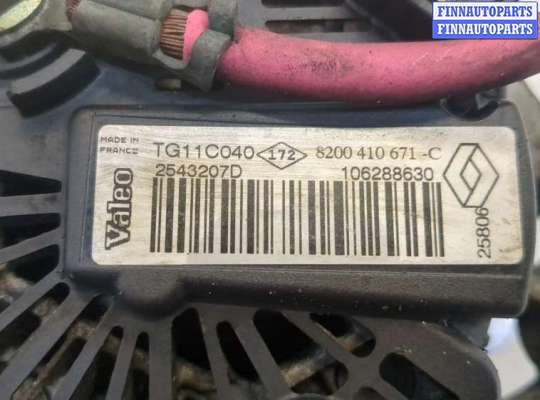 FINNAUTOPARTS
FINNAUTOPARTS
MADE IN
FRANCE
TG11C040 172 8200 410 671 -C
2543207D 106288630
Valeo
25806